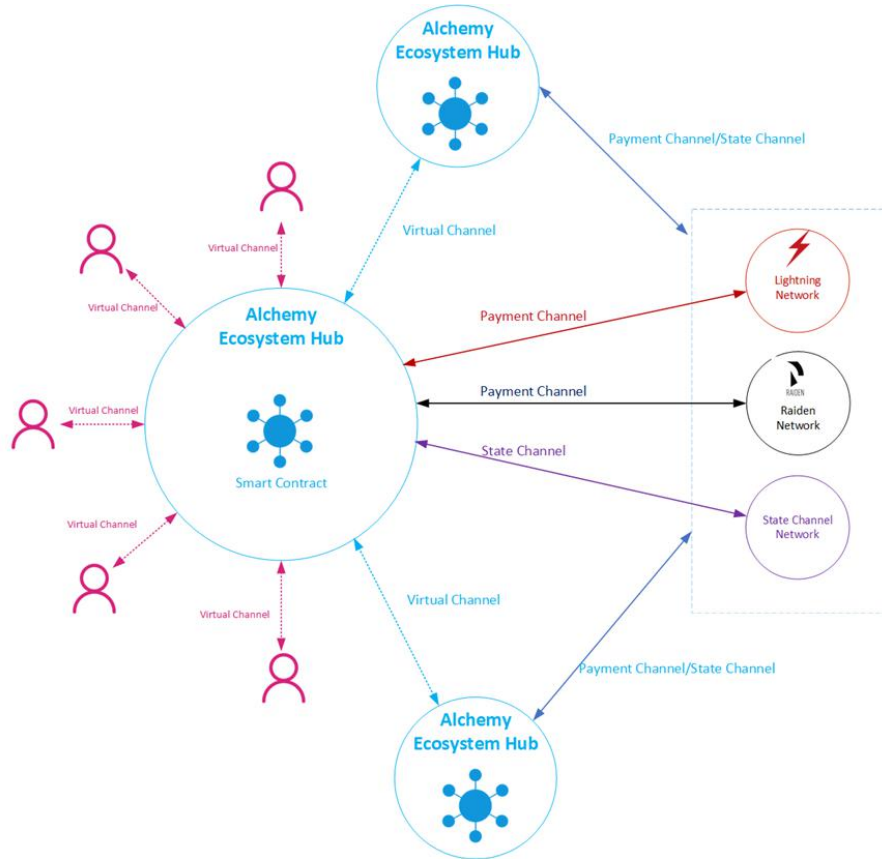 Alchemy
Ecosystem Hub
Payment Channel/State Channel
Virtual Channel
Virtual Channel
Virtual Channel
Lightning
Network
Alchemy
Ecosystem Hub
Payment Channel
Virtual Channel
Payment Channel
RAIDEN
Raiden
Network
State Channel
Smart Contract
State Channel
Network
Virtual Channel
Virtual Channel
Virtual Channel
Payment Channel/State Channel
Alchemy
Ecosystem Hub